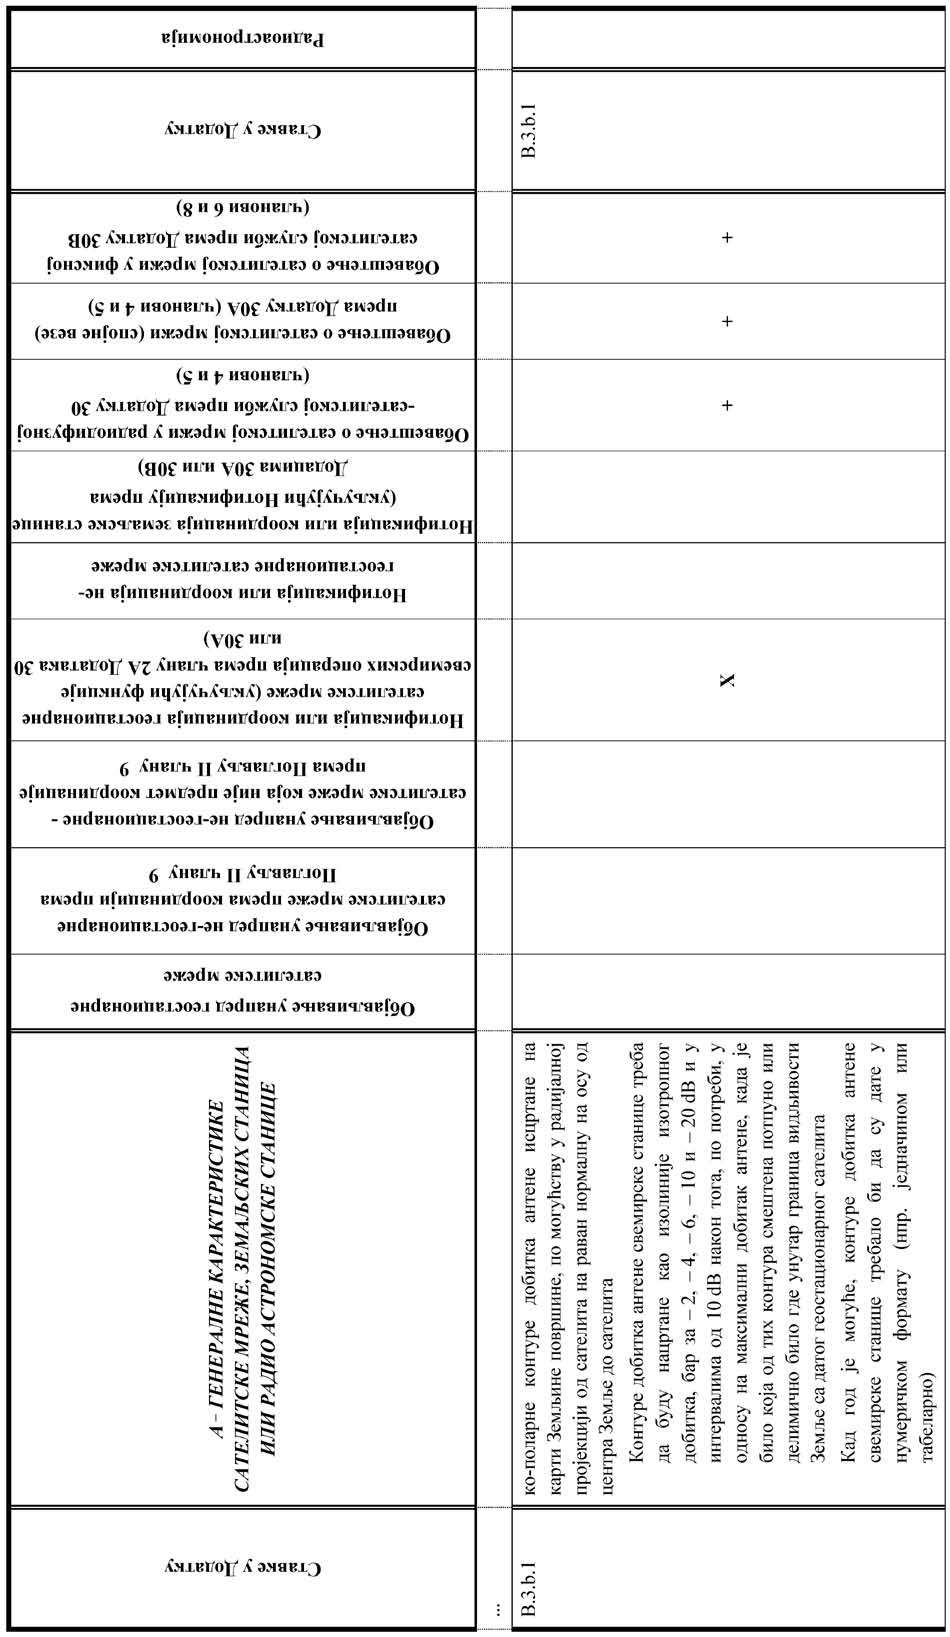 Ставке у Додатку
А – ГЕНЕРАЛНЕ КАРАКТЕРИСТИКЕ
САТЕЛИТСКЕ МРЕЖЕ, ЗЕМАЉСКИХ СТАНИЦА
ИЛИ РАДИО АСТРОНОМСКЕ СТАНИЦЕ
Објављивање унапред геостационарне
сателитске мреже
Објављивање унапред не-геостационарне
сателитске мреже према координацији према
Поглављу II члану 9
Објављивање унапред не-геостационарне -
сателитске мреже која није предмет координације
према Поглављу II члану 9
Нотификација или координација геостационарне
сателитске мреже (укључујући функције
свемирских операција према члану 2А Додатака 30
или 30А)
Нотификација или координација не-
геостационарне сателитске мреже
Нотификација или координација земаљске станице
(укључујући Нотификацију према
Додацима 30А или 30В)
Обавештење о сателитској мрежи у радиодифузној
-сателитској служби према Додатку 30
(чланови 4 и 5)
Обавештење о сателитској мрежи (спојне везе)
према Додатку 30А (чланови 4 и 5)
Обавештење о сателитској мрежи у фиксној
сателитској служби према Додатку 30В
(чланови 6 и 8)
Ставке у Додатку
Радиоастрономија
...
B.3.b.1
ко-поларне контуре добитка антене исцртане на
карти Земљине површине, по могућству у радијалној
пројекцији од сателита на раван нормалну на осу од
центра Земље до сателита
Контуре добитка антене свемирске станице треба
да буду нацртане као изолиније изотропног
добитка, бар за – 2, – 4, – 6, – 10 и – 20 dB и у
интервалима од 10 dB након тога, по потреби, у
односу на максимални добитак антене, када је
било која од тих контура смештена потпуно или
делимично било где унутар граница видљивости
Земље са датог геостационарног сателита
Кад год је могуће, контуре добитка антене
свемирске станице требало би да су дате у
нумеричком формату (нпр. једначином или
табеларно)
X
+
+
+
B.3.b.1